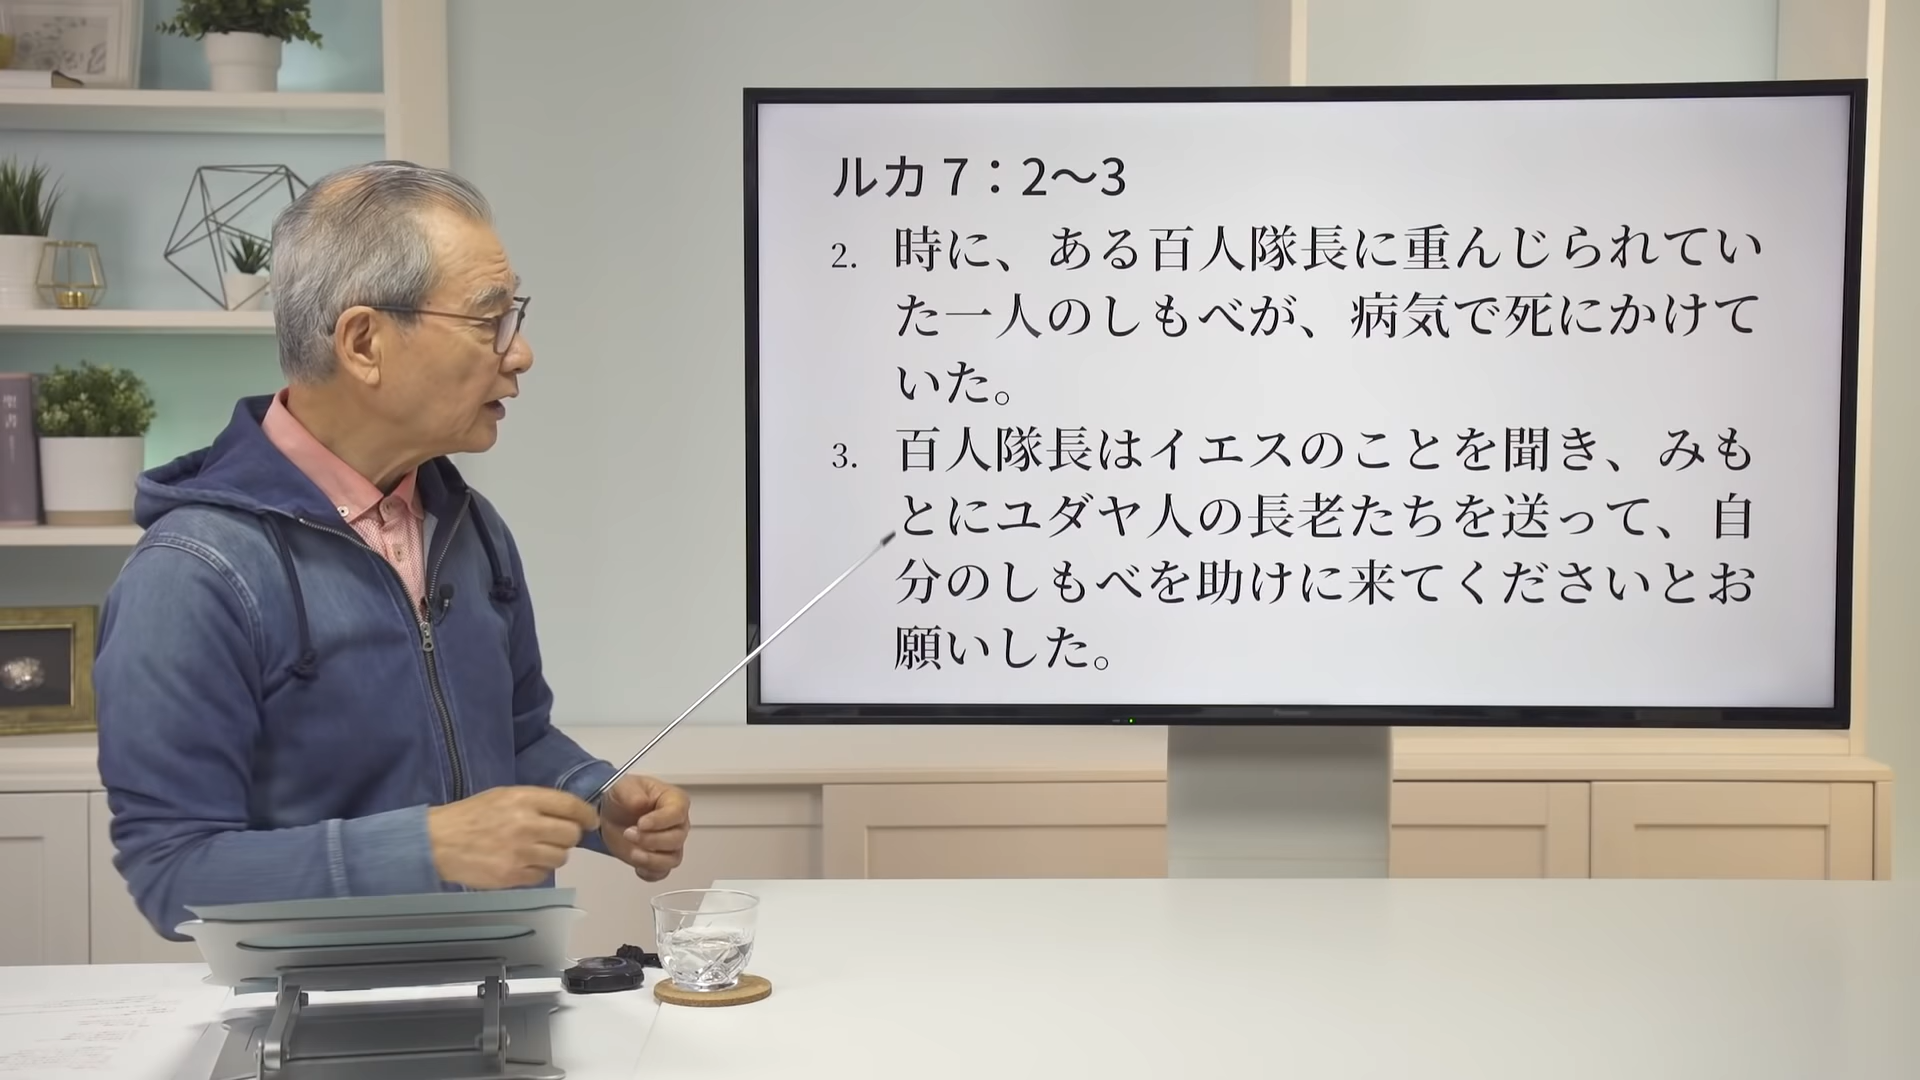 ルカ 7：2〜3
2. 時に、ある百人隊長に重んじられてい
た一人のしもべが、病気で死にかけて
いた。
3. 百人隊長はイエスのことを聞き、みも
とにユダヤ人の長老たちを送って、自
分のしもべを助けに来てくださいとお
願いした。
聖書